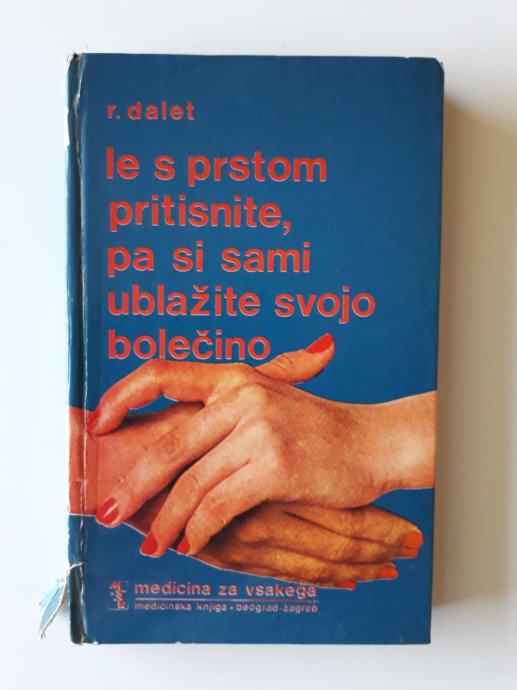 r. dalet
le s prstom
pritisnite,
pa si sami
ublažite svojo
bolečino
medicina za vsakega
medicinska knjiga • beograd-zagreb